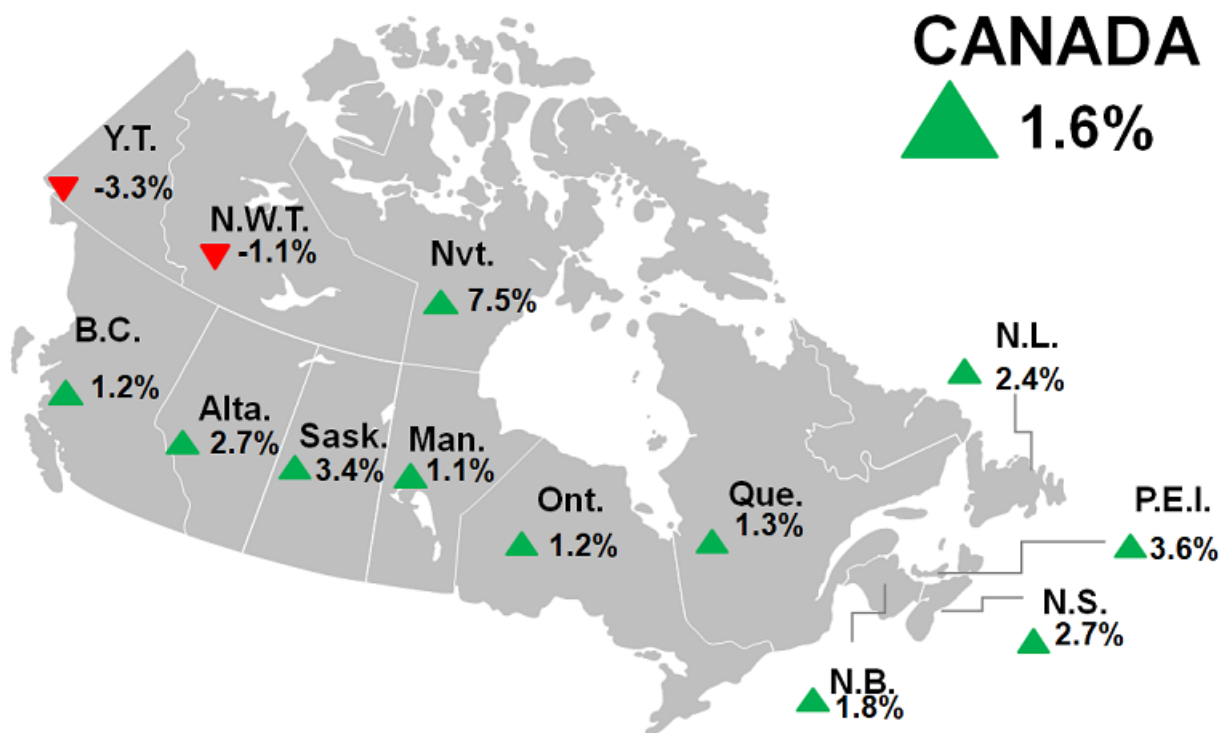 CANADA
1.6%
Y.T.
-3.3%
N.W.T.
-1.1%
Nvt.
7.5%
B.C.
1.2%
Alta.
2.7%
Sask.
3.4%
Man.
1.1%
Ont.
1.2%
Que.
1.3%
N.L.
2.4%
P.E.I.
3.6%
N.S.
2.7%
N.B.
1.8%